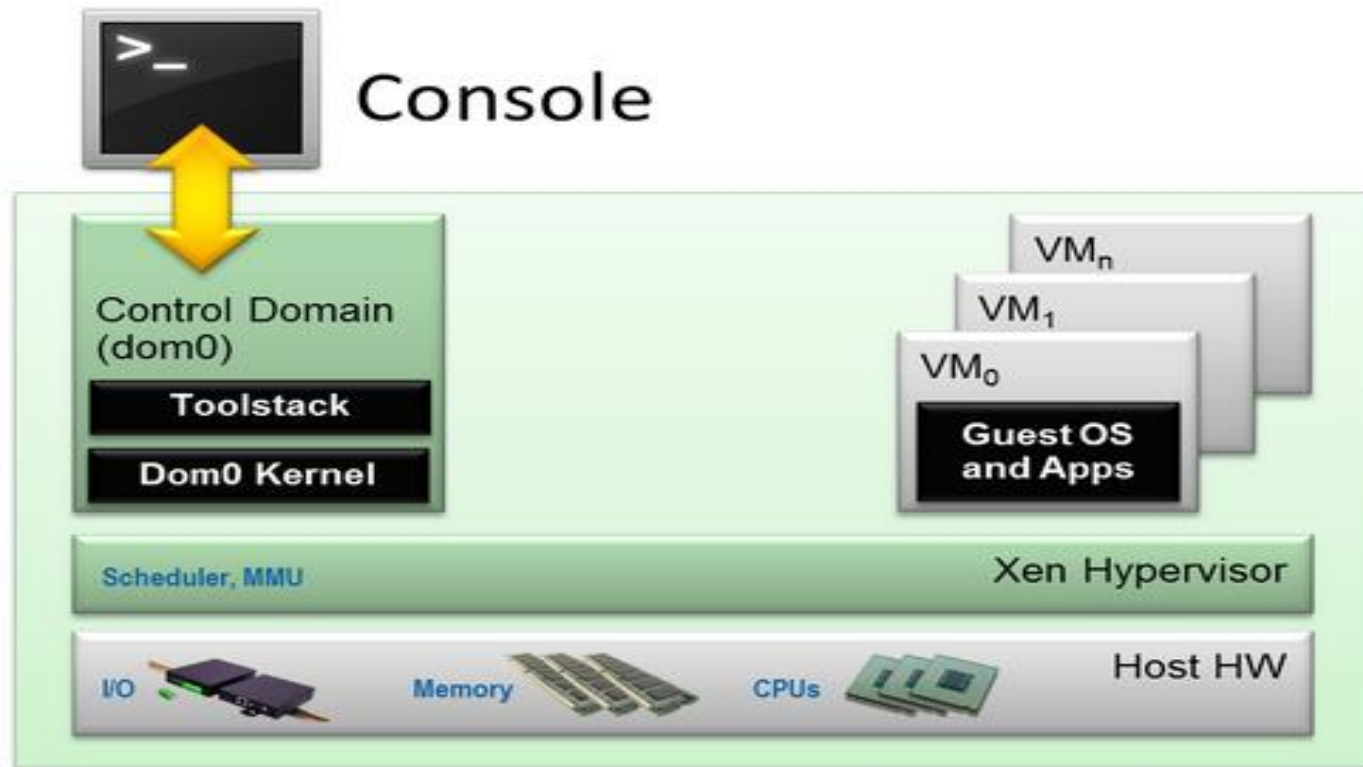 >_
Console
Control Domain
(dom0)
Toolstack
Dom0 Kernel
VMn
VM1
VM0
Guest OS
and Apps
Scheduler, MMU
Xen Hypervisor
I/O
Memory
CPUs
Host HW